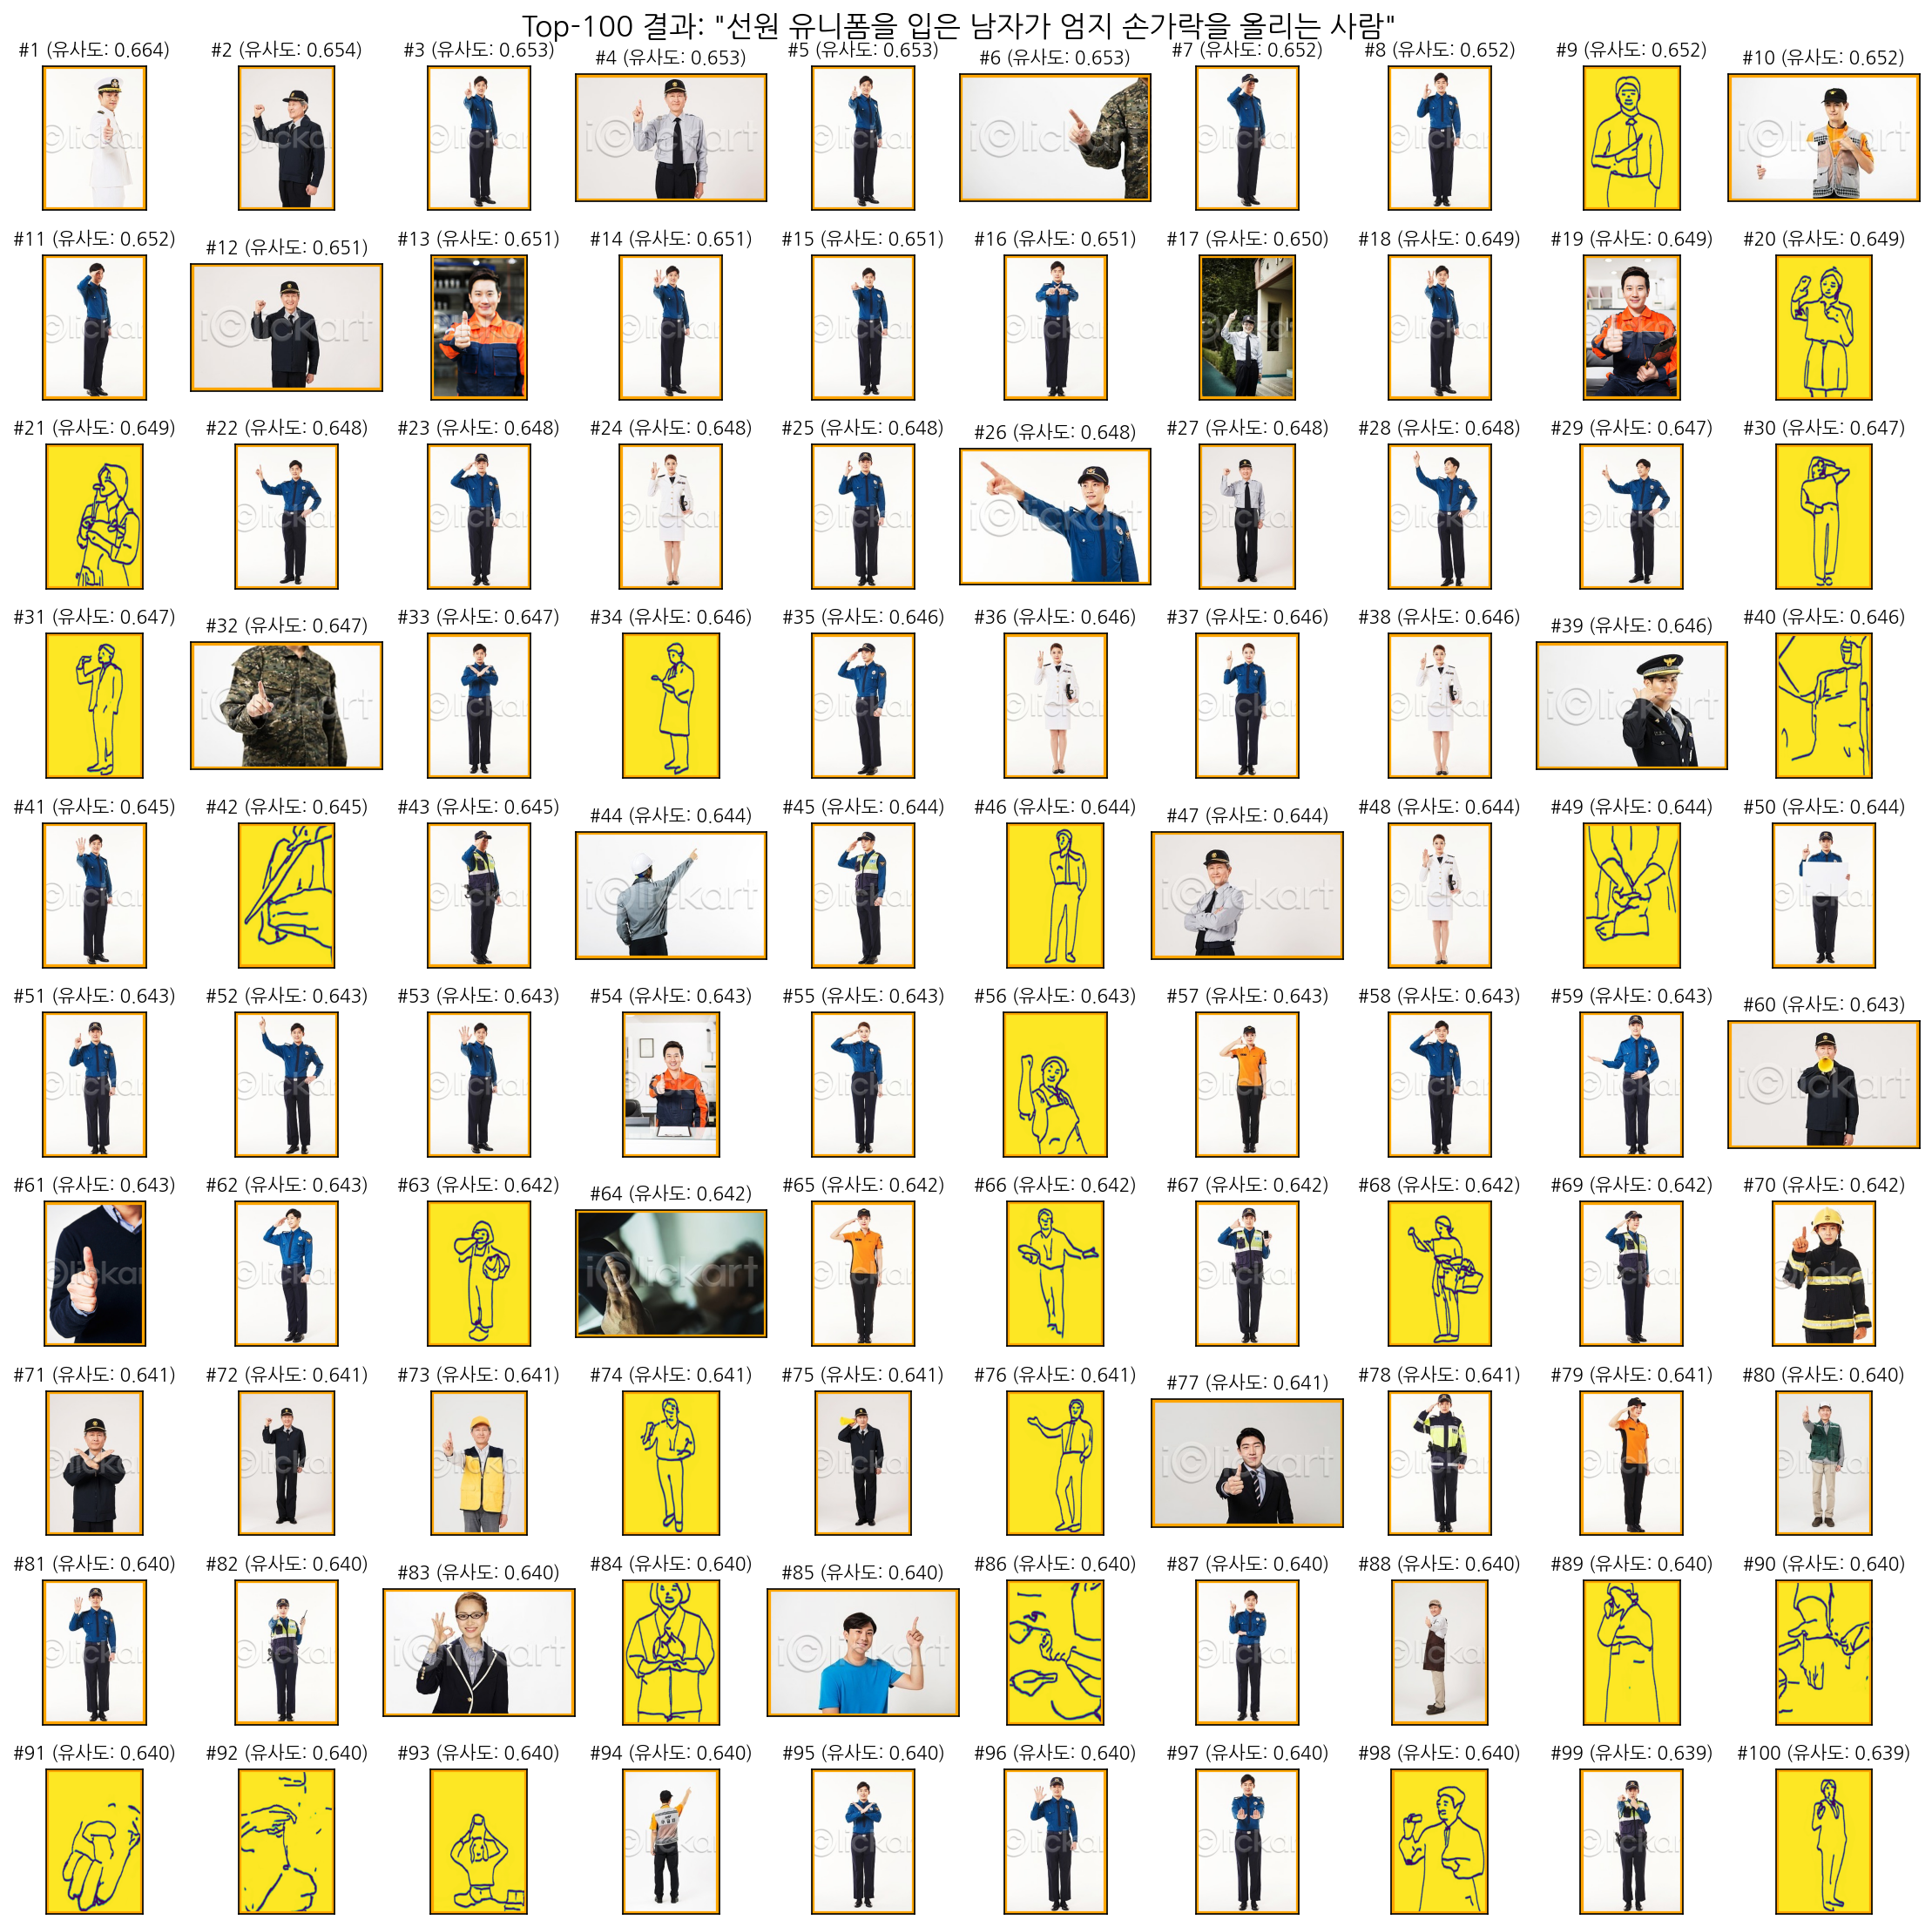 Top-100 결과: "선원 유니폼을 입은 남자가 엄지 손가락을 올리는 사람"
#1 (유사도: 0.664) #2 (유사도: 0.654) #3 (유사도: 0.653) #4 (유사도: 0.653) #5 (유사도: 0.653) #6 (유사도: 0.653) #7 (유사도: 0.652) #8 (유사도: 0.652) #9 (유사도: 0.652) #10 (유사도: 0.652)
#11 (유사도: 0.652) #12 (유사도: 0.651) #13 (유사도: 0.651) #14 (유사도: 0.651) #15 (유사도: 0.651) #16 (유사도: 0.651) #17 (유사도: 0.650) #18 (유사도: 0.649) #19 (유사도: 0.649) #20 (유사도: 0.649)
#21 (유사도: 0.649) #22 (유사도: 0.648) #23 (유사도: 0.648) #24 (유사도: 0.648) #25 (유사도: 0.648) #26 (유사도: 0.648) #27 (유사도: 0.648) #28 (유사도: 0.648) #29 (유사도: 0.647) #30 (유사도: 0.647)
#31 (유사도: 0.647) #32 (유사도: 0.647) #33 (유사도: 0.647) #34 (유사도: 0.646) #35 (유사도: 0.646) #36 (유사도: 0.646) #37 (유사도: 0.646) #38 (유사도: 0.646) #39 (유사도: 0.646) #40 (유사도: 0.646)
#41 (유사도: 0.645) #42 (유사도: 0.645) #43 (유사도: 0.645) #44 (유사도: 0.644) #45 (유사도: 0.644) #46 (유사도: 0.644) #47 (유사도: 0.644) #48 (유사도: 0.644) #49 (유사도: 0.644) #50 (유사도: 0.644)
#51 (유사도: 0.643) #52 (유사도: 0.643) #53 (유사도: 0.643) #54 (유사도: 0.643) #55 (유사도: 0.643) #56 (유사도: 0.643) #57 (유사도: 0.643) #58 (유사도: 0.643) #59 (유사도: 0.643) #60 (유사도: 0.643)
#61 (유사도: 0.643) #62 (유사도: 0.643) #63 (유사도: 0.642) #64 (유사도: 0.642) #65 (유사도: 0.642) #66 (유사도: 0.642) #67 (유사도: 0.642) #68 (유사도: 0.642) #69 (유사도: 0.642) #70 (유사도: 0.642)
#71 (유사도: 0.641) #72 (유사도: 0.641) #73 (유사도: 0.641) #74 (유사도: 0.641) #75 (유사도: 0.641) #76 (유사도: 0.641) #77 (유사도: 0.641) #78 (유사도: 0.641) #79 (유사도: 0.641) #80 (유사도: 0.640)
#81 (유사도: 0.640) #82 (유사도: 0.640) #83 (유사도: 0.640) #84 (유사도: 0.640) #85 (유사도: 0.640) #86 (유사도: 0.640) #87 (유사도: 0.640) #88 (유사도: 0.640) #89 (유사도: 0.640) #90 (유사도: 0.640)
#91 (유사도: 0.640) #92 (유사도: 0.640) #93 (유사도: 0.640) #94 (유사도: 0.640) #95 (유사도: 0.640) #96 (유사도: 0.640) #97 (유사도: 0.640) #98 (유사도: 0.640) #99 (유사도: 0.639) #100 (유사도: 0.639)